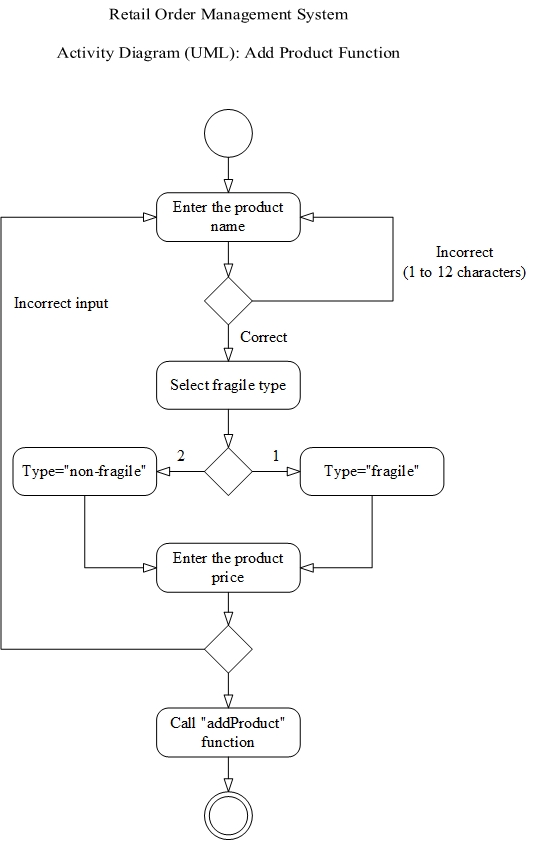 Retail Order Management System
Activity Diagram (UML): Add Product Function
Enter the product
name
Incorrect
(1 to 12 characters)
Incorrect input
Correct
Select fragile type
2
1
Type="non-fragile"
Type="fragile"
Enter the product
price
Call "addProduct"
function